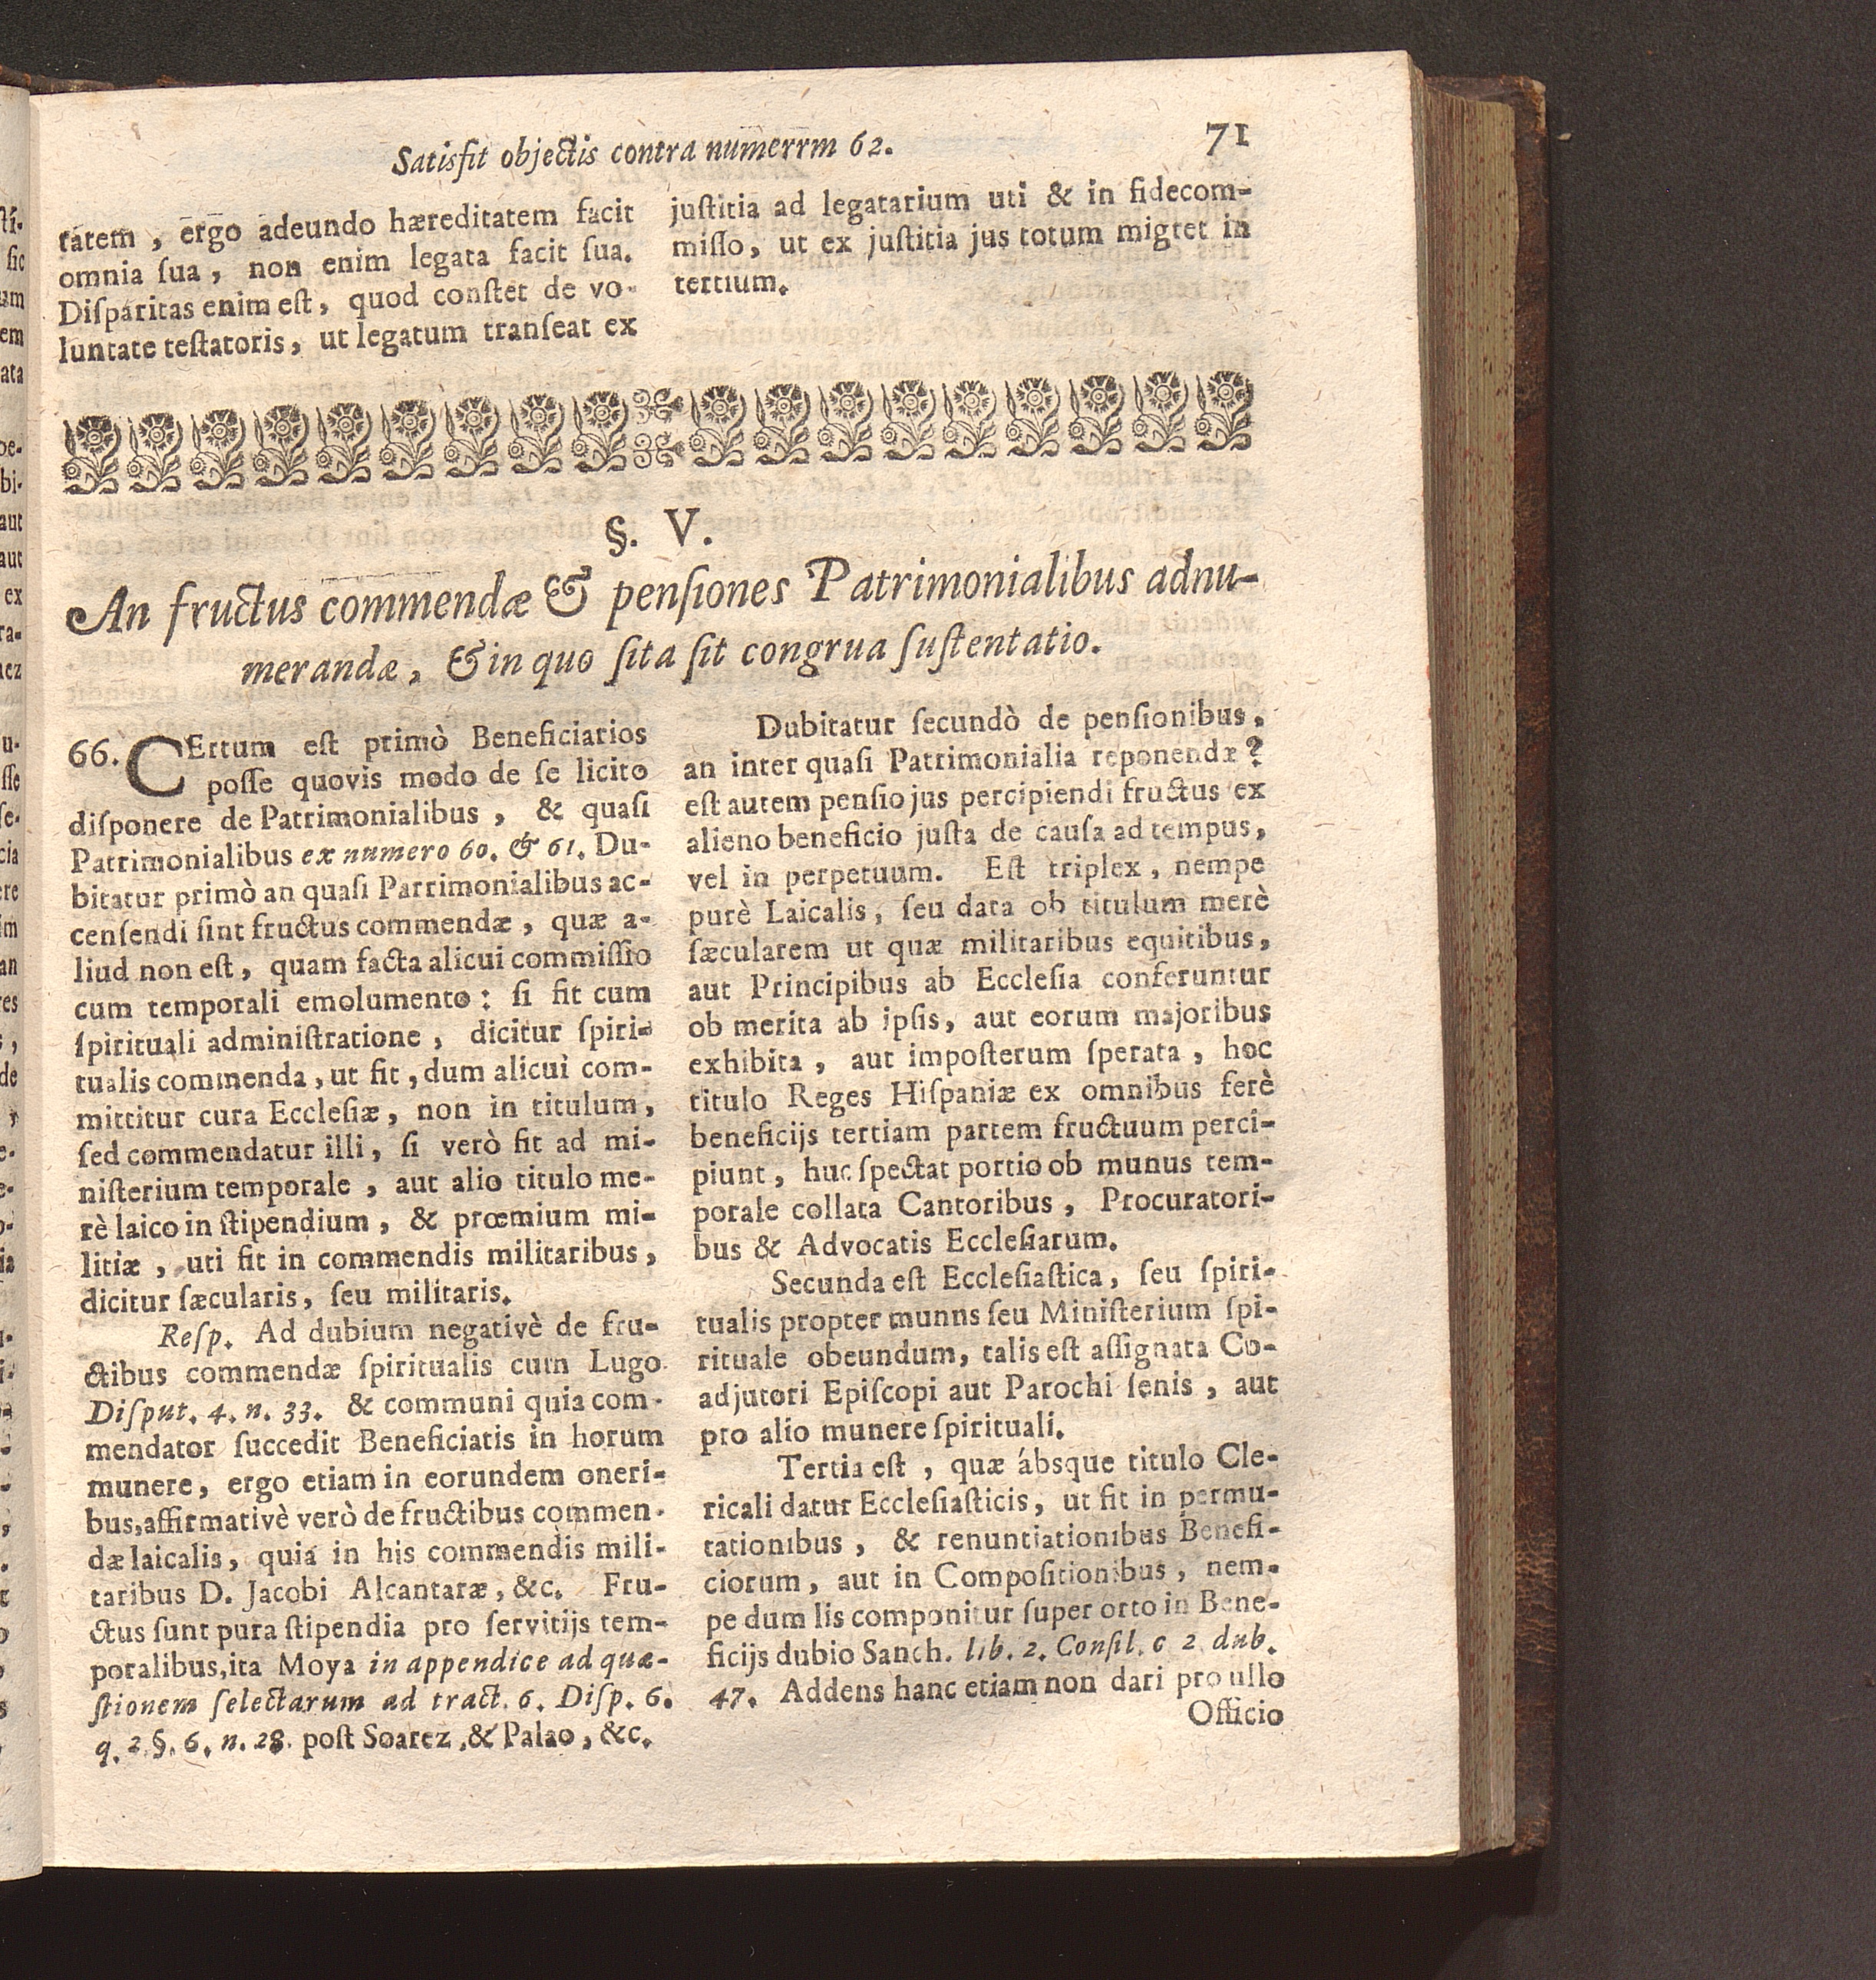 Satisfit objectis contra numerrm 62.
71
tatem, ergo adeundo hæreditatem facit
omnia ſua, non enim legata facit ſua.
Diſparitas enim eſt, quod conſtet de vo-
luntate teſtatoris, ut legatum tranſeat ex
juſtitia ad legatarium uti & in fidecom-
miſſo, ut ex juſtitia jus totum migret in
tertium.
§. V.
An fructus commendæ & penſiones Patrimonialibus adnu-
merandæ, & in quo ſita ſit congrua ſuſtentatio.
66. CErtum eſt primò Beneficiarios
poſſe quovis modo de ſe licito
diſponere de Patrimonialibus, & quaſi
Patrimonialibus ex numero 60. & 61. Du-
bitatur primò an quaſi Patrimonialibus ac-
cenſendi ſint fructus commendæ, quæ a-
liud non eſt, quam facta alicui commiſſio
cum temporali emolumento: ſi fit cum
ſpirituali adminiſtratione, dicitur ſpiri-
tualis commenda, ut fit, dum alicui com-
mittitur cura Eccleſiæ, non in titulum,
ſed commendatur illi, ſi verò fit ad mi-
niſterium temporale, aut alio titulo me-
rè laico in ſtipendium, & prœmium mi-
litiæ, uti fit in commendis militaribus,
dicitur ſæcularis, ſeu militaris.
Reſp. Ad dubium negativè de fru-
ctibus commendæ ſpiritualis cum Lugo
Diſput. 4. n. 33. & communi quia com-
mendator ſuccedit Beneficiatis in horum
munere, ergo etiam in eorundem oneri-
bus, affirmativè verò de fructibus commen-
dæ laicalis, quia in his commendis mili-
taribus D. Jacobi Alcantaræ, &c. Fru-
ctus ſunt pura ſtipendia pro ſervitijs tem-
poralibus, ita Moya in appendice ad quæ-
ſtionem ſelectarum ad tract. 6. Diſp. 6.
q. 2. §. 6. n. 28. poſt Soarez, & Palao, &c.
Dubitatur ſecundò de penſionibus,
an inter quaſi Patrimonialia reponendæ?
eſt autem penſio jus percipiendi fructus ex
alieno beneficio juſta de cauſa ad tempus,
vel in perpetuum. Eſt triplex, nempe
purè Laicalis, ſeu data ob titulum merè
ſæcularem ut quæ militaribus equitibus,
aut Principibus ab Eccleſia conferuntur
ob merita ab ipſis, aut eorum majoribus
exhibita, aut impoſterum ſperata, hoc
titulo Reges Hiſpaniæ ex omnibus ferè
beneficijs tertiam partem fructuum perci-
piunt, huc ſpectat portio ob munus tem-
porale collata Cantoribus, Procuratori-
bus & Advocatis Eccleſiarum.
Secunda eſt Eccleſiaſtica, ſeu ſpiri-
tualis propter munns ſeu Miniſterium ſpi-
rituale obeundum, talis eſt aſſignata Co-
adjutori Epiſcopi aut Parochi ſenis, aut
pro alio munere ſpirituali.
Tertia eſt, quæ ábsque titulo Cle-
ricali datur Eccleſiaſticis, ut fit in permu-
tationibus, & renuntiationibus Benefi-
ciorum, aut in Compoſitionibus, nem-
pe dum lis componitur ſuper orto in Bene-
ficijs dubio Sanch. lib. 2. Conſil. c 2 dub.
47. Addens hanc etiam non dari pro ullo
Officio